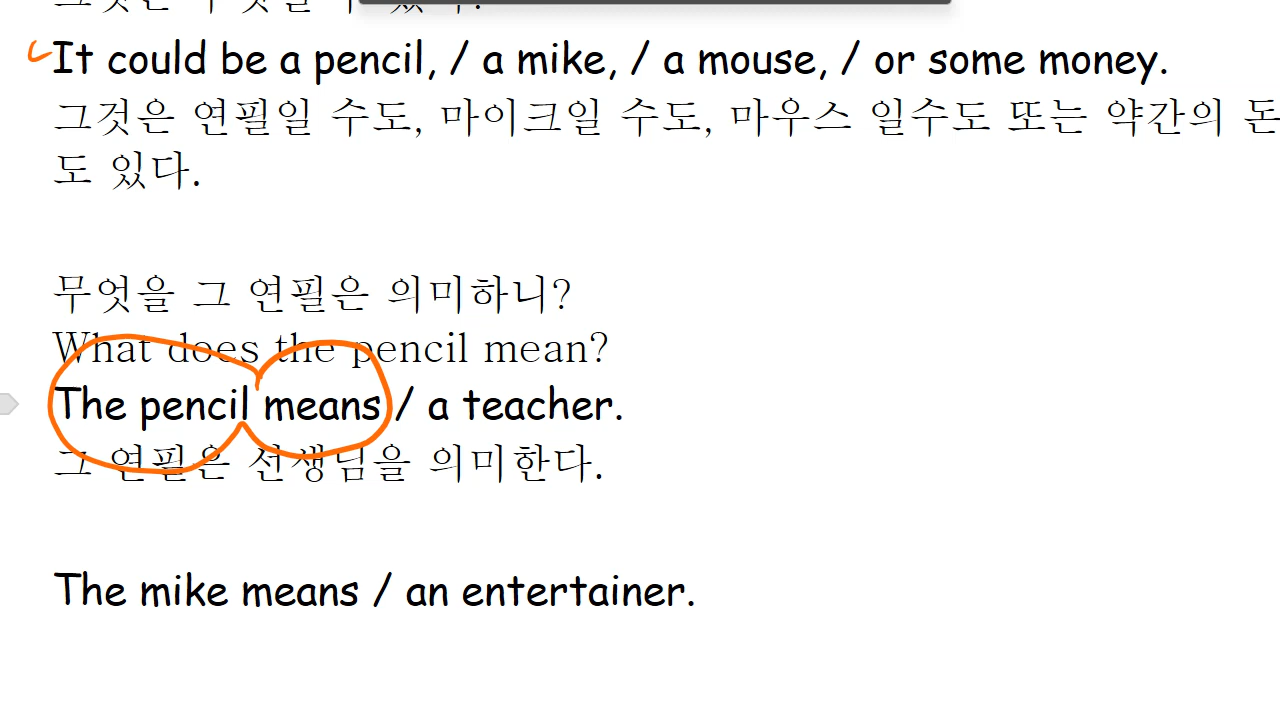 It could be a pencil, / a mike, / a mouse, / or some money.
그것은 연필일 수도, 마이크일 수도, 마우스 일수도 또는 약간의 돈
도 있다.
무엇을 그 연필은 의미하니?
What does the pencil mean?
The pencil means / a teacher.
그 연필은 선생님을 의미한다.
The mike means / an entertainer.